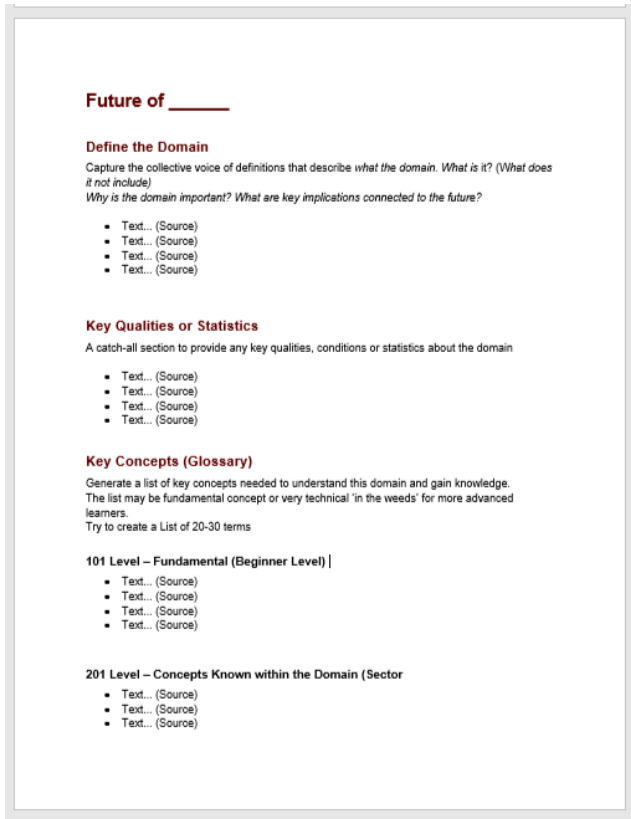 Future of ______
Define the Domain
Capture the collective voice of definitions that describe what the domain. What is it? (What does
it not include)
Why is the domain important? What are key implications connected to the future?
▪ Text... (Source)
▪ Text... (Source)
▪ Text... (Source)
▪ Text... (Source)
Key Qualities or Statistics
A catch-all section to provide any key qualities, conditions or statistics about the domain
▪ Text... (Source)
▪ Text... (Source)
▪ Text... (Source)
▪ Text... (Source)
Key Concepts (Glossary)
Generate a list of key concepts needed to understand this domain and gain knowledge.
The list may be fundamental concept or very technical 'in the weeds' for more advanced
learners.
Try to create a List of 20-30 terms
101 Level – Fundamental (Beginner Level)
▪ Text... (Source)
▪ Text... (Source)
▪ Text... (Source)
▪ Text... (Source)
201 Level – Concepts Known within the Domain (Sector
▪ Text... (Source)
▪ Text... (Source)
▪ Text... (Source)